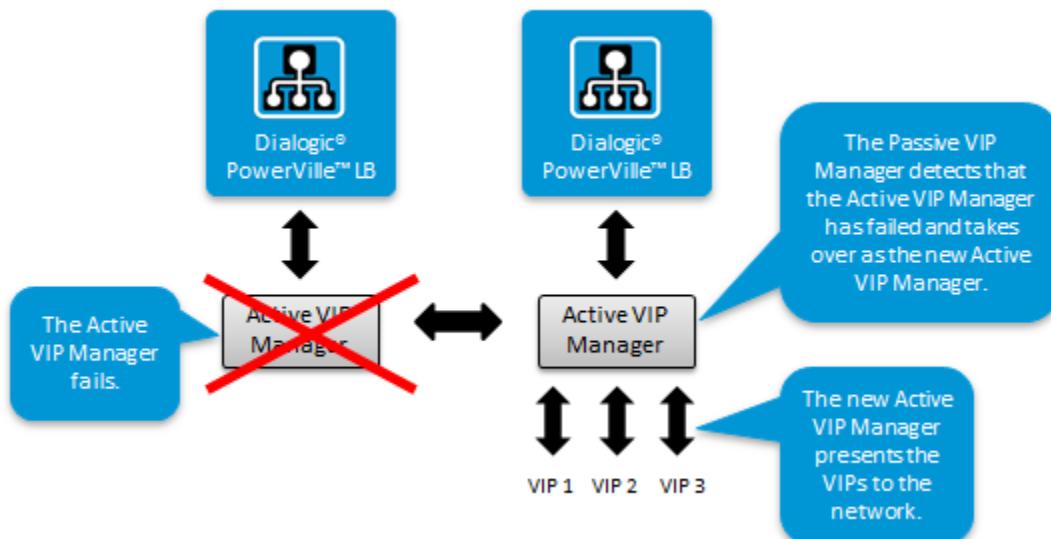 Dialogic®
PowerVille™ LB
Dialogic®
PowerVille™ LB
The Passive VIP
Manager detects that
the Active VIP Manager
has failed and takes
over as the new Active
VIP Manager.
The Active
VIP Manager
fails.
Active VIP
Manager
Active VIP
Manager
The new Active
VIP Manager
presents the
VIPs to the
network.
VIP 1
VIP 2
VIP 3